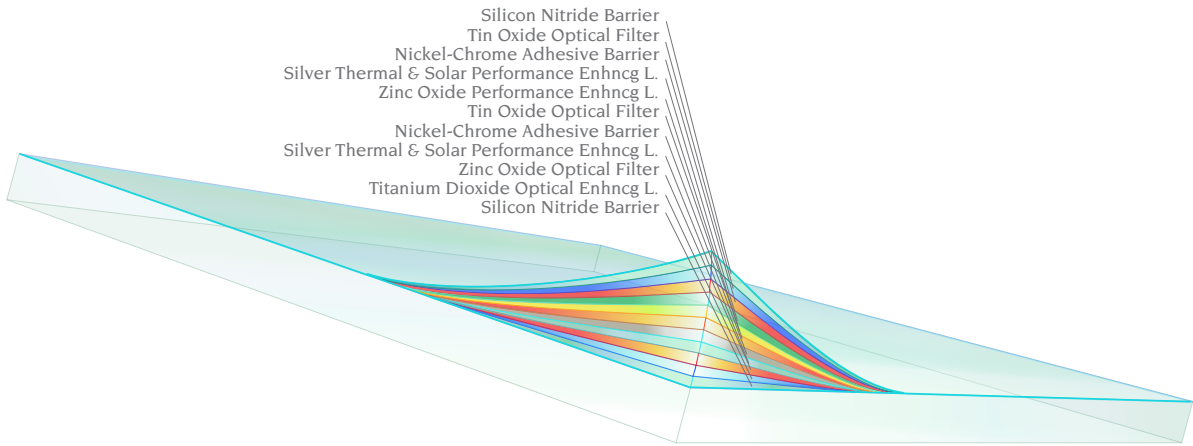 Silicon Nitride Barrier
Tin Oxide Optical Filter
Nickel-Chrome Adhesive Barrier
Silver Thermal & Solar Performance Enhncg L.
Zinc Oxide Performance Enhncg L.
Tin Oxide Optical Filter
Nickel-Chrome Adhesive Barrier
Silver Thermal & Solar Performance Enhncg L.
Zinc Oxide Optical Filter
Titanium Dioxide Optical Enhncg L.
Silicon Nitride Barrier